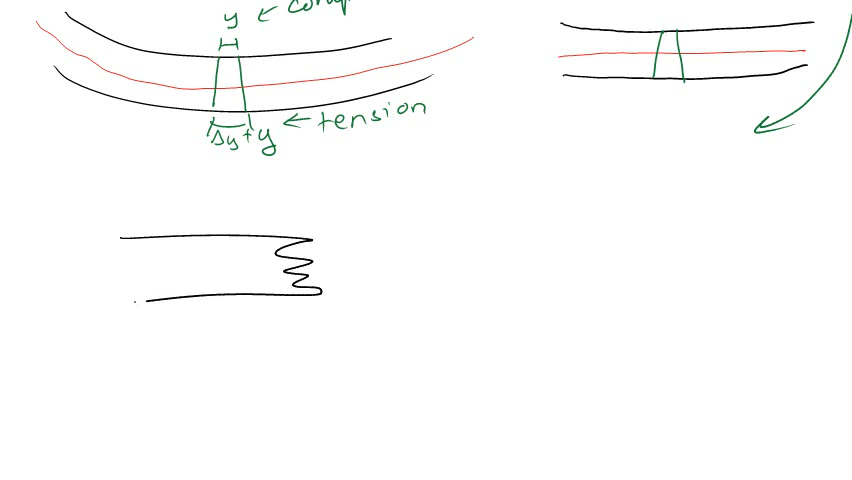 y ←
Δy + y ← tension